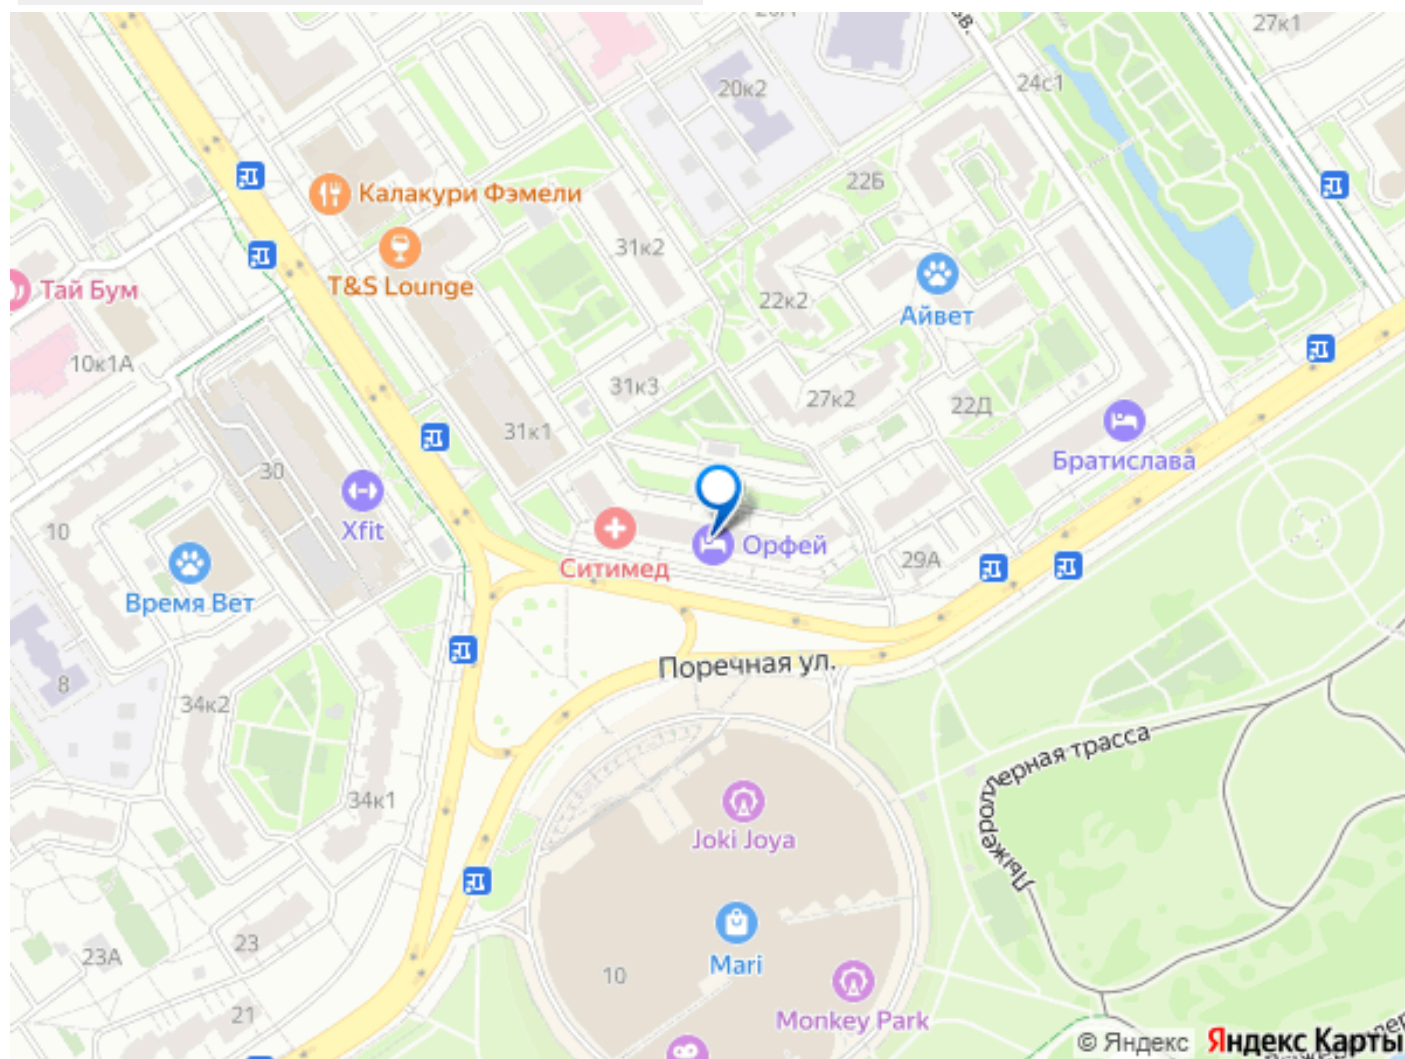 27к1
24с1
20к2
22Б
Калакури Фэмели
31к2
T&S Lounge
Тай Бум
22к2
Айвет
10к1А
31к3
27к2
22Д
31к1
Братислава
30
10
Xfit
Орфей
Ситимед
29А
Время Вет
Поречная ул.
8
34к2
Лыжероллерная трасса
34к1
Joki Joya
23
23А
Mari
10
21
Monkey Park
© Яндекс Яндекс Карты